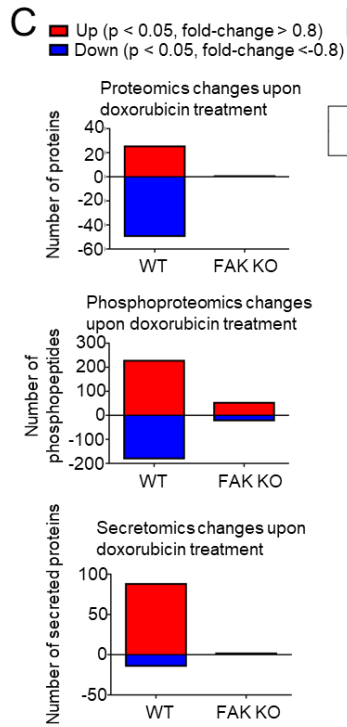 C
Up (p < 0.05, fold-change > 0.8)
Down (p < 0.05, fold-change <-0.8)
Proteomics changes upon
doxorubicin treatment
Number of proteins
40
20
0
-20
-40
-60
WT FAK KO
Phosphoproteomics changes
upon doxorubicin treatment
Number of
phosphopeptides
300
200
100
0
-100
-200
WT FAK KO
Secretomics changes upon
doxorubicin treatment
Number of secreted proteins
100
50
0
-50
WT FAK KO